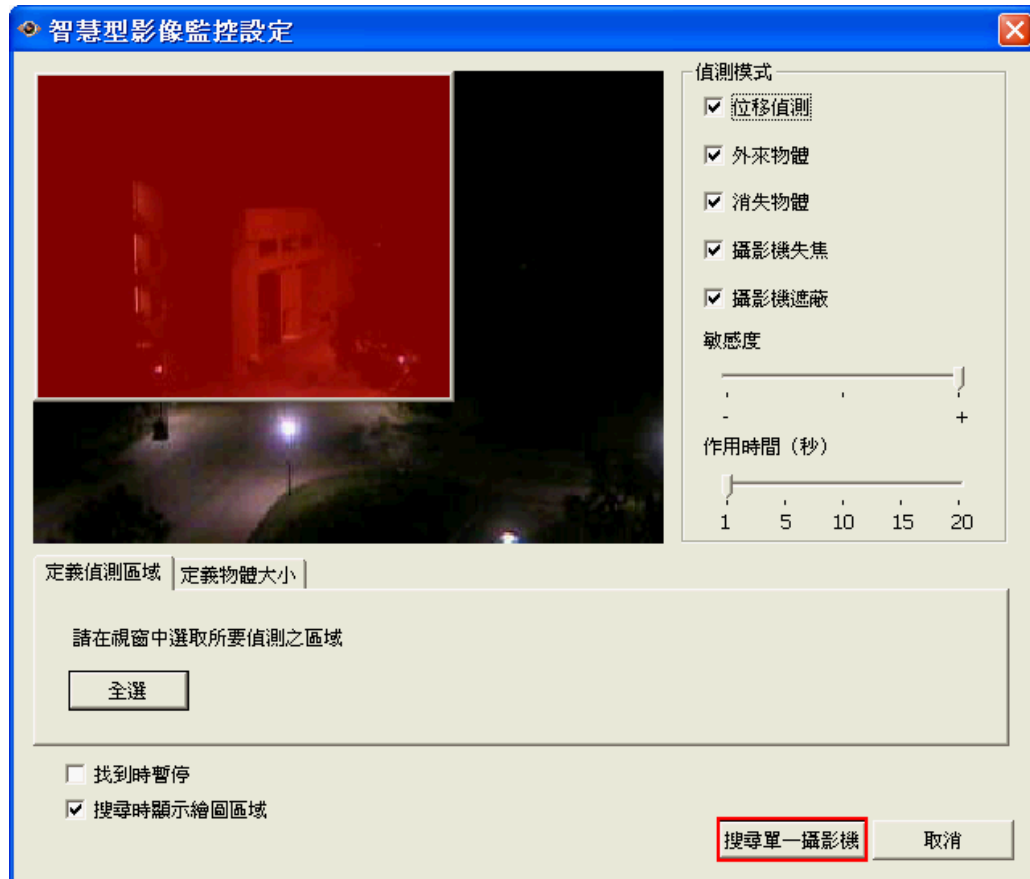 智慧型影像監控設定
偵測模式
位移偵測
外來物體
消失物體
攝影機失焦
攝影機遮蔽
敏感度
- +
作用時間（秒）
1 5 10 15 20
定義偵測區域 定義物體大小
請在視窗中選取所要偵測之區域
全選
找到時暫停
搜尋時顯示繪圖區域
搜尋單一攝影機 取消